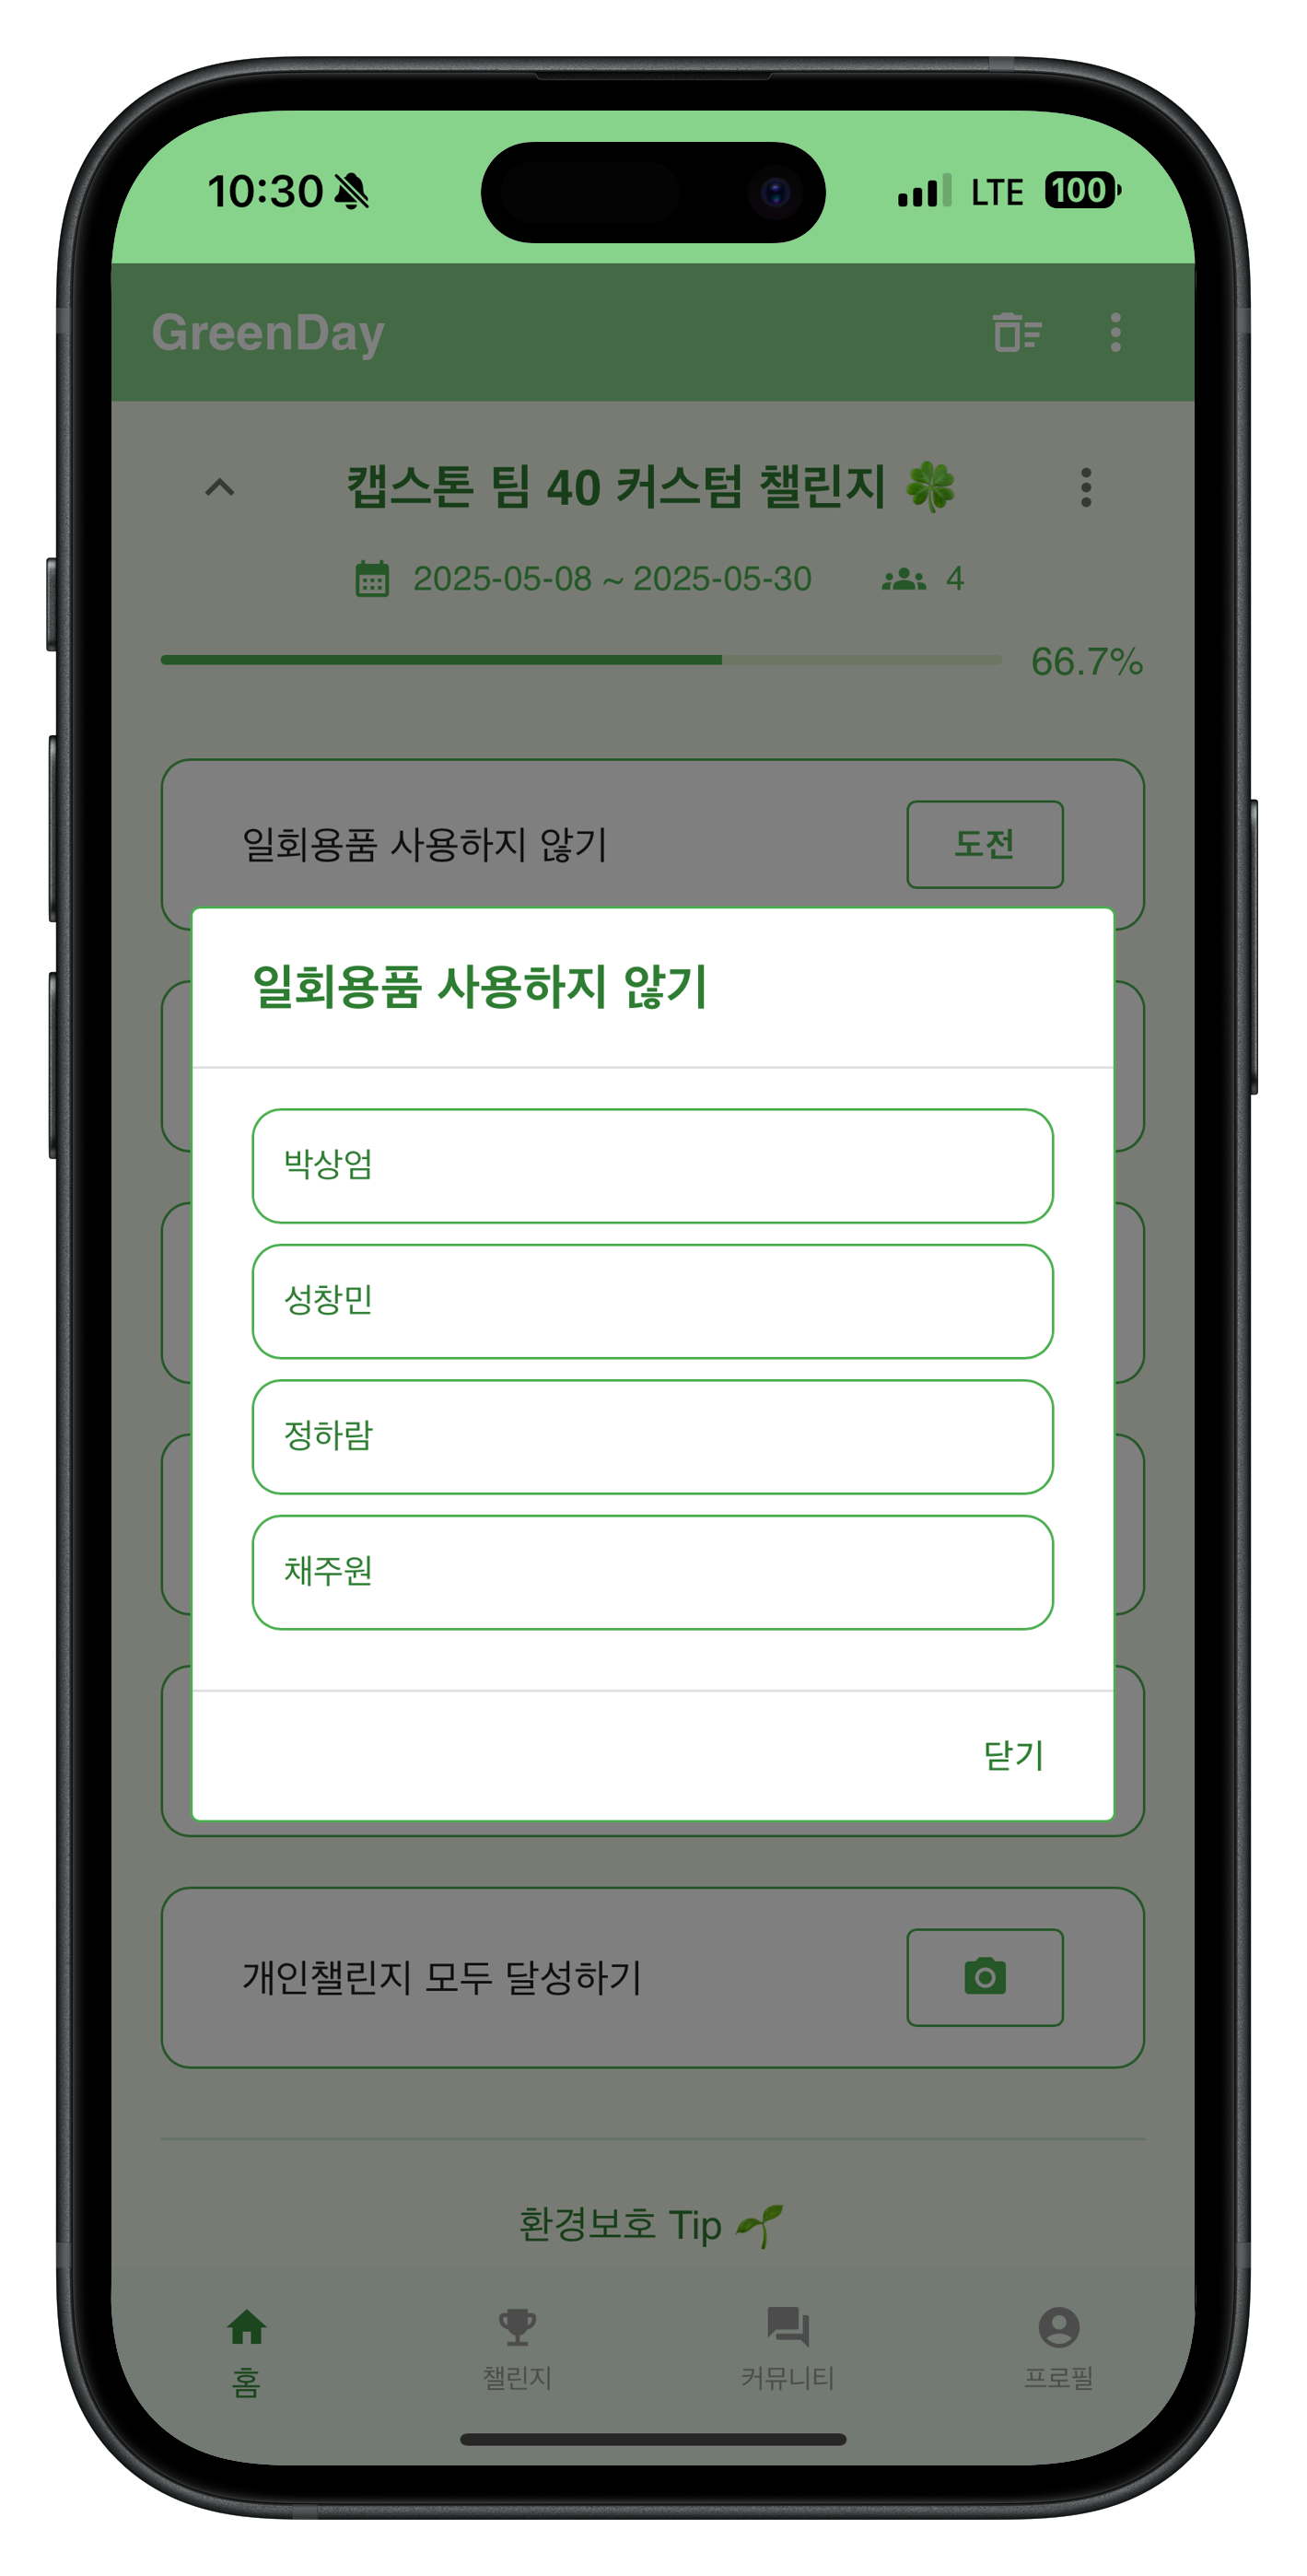 10:30 LTE 100
GreenDay
캡스톤 팀 40 커스텀 챌린지 🍀
2025-05-08 ~ 2025-05-30 4
66.7%
일회용품 사용하지 않기 도전
일회용품 사용하지 않기
박상엄
성창민
정하람
채주원
닫기
개인챌린지 모두 달성하기
환경보호 Tip 🌱
홈 챌린지 커뮤니티 프로필